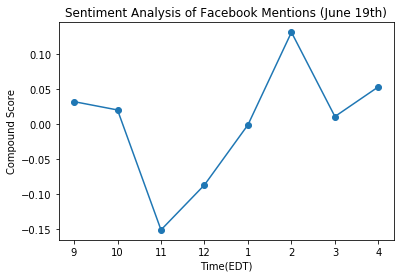 Sentiment Analysis of Facebook Mentions (June 19th)
Compound Score
0.10
0.05
0.00
−0.05
−0.10
−0.15
9 10 11 12 1 2 3 4
Time(EDT)